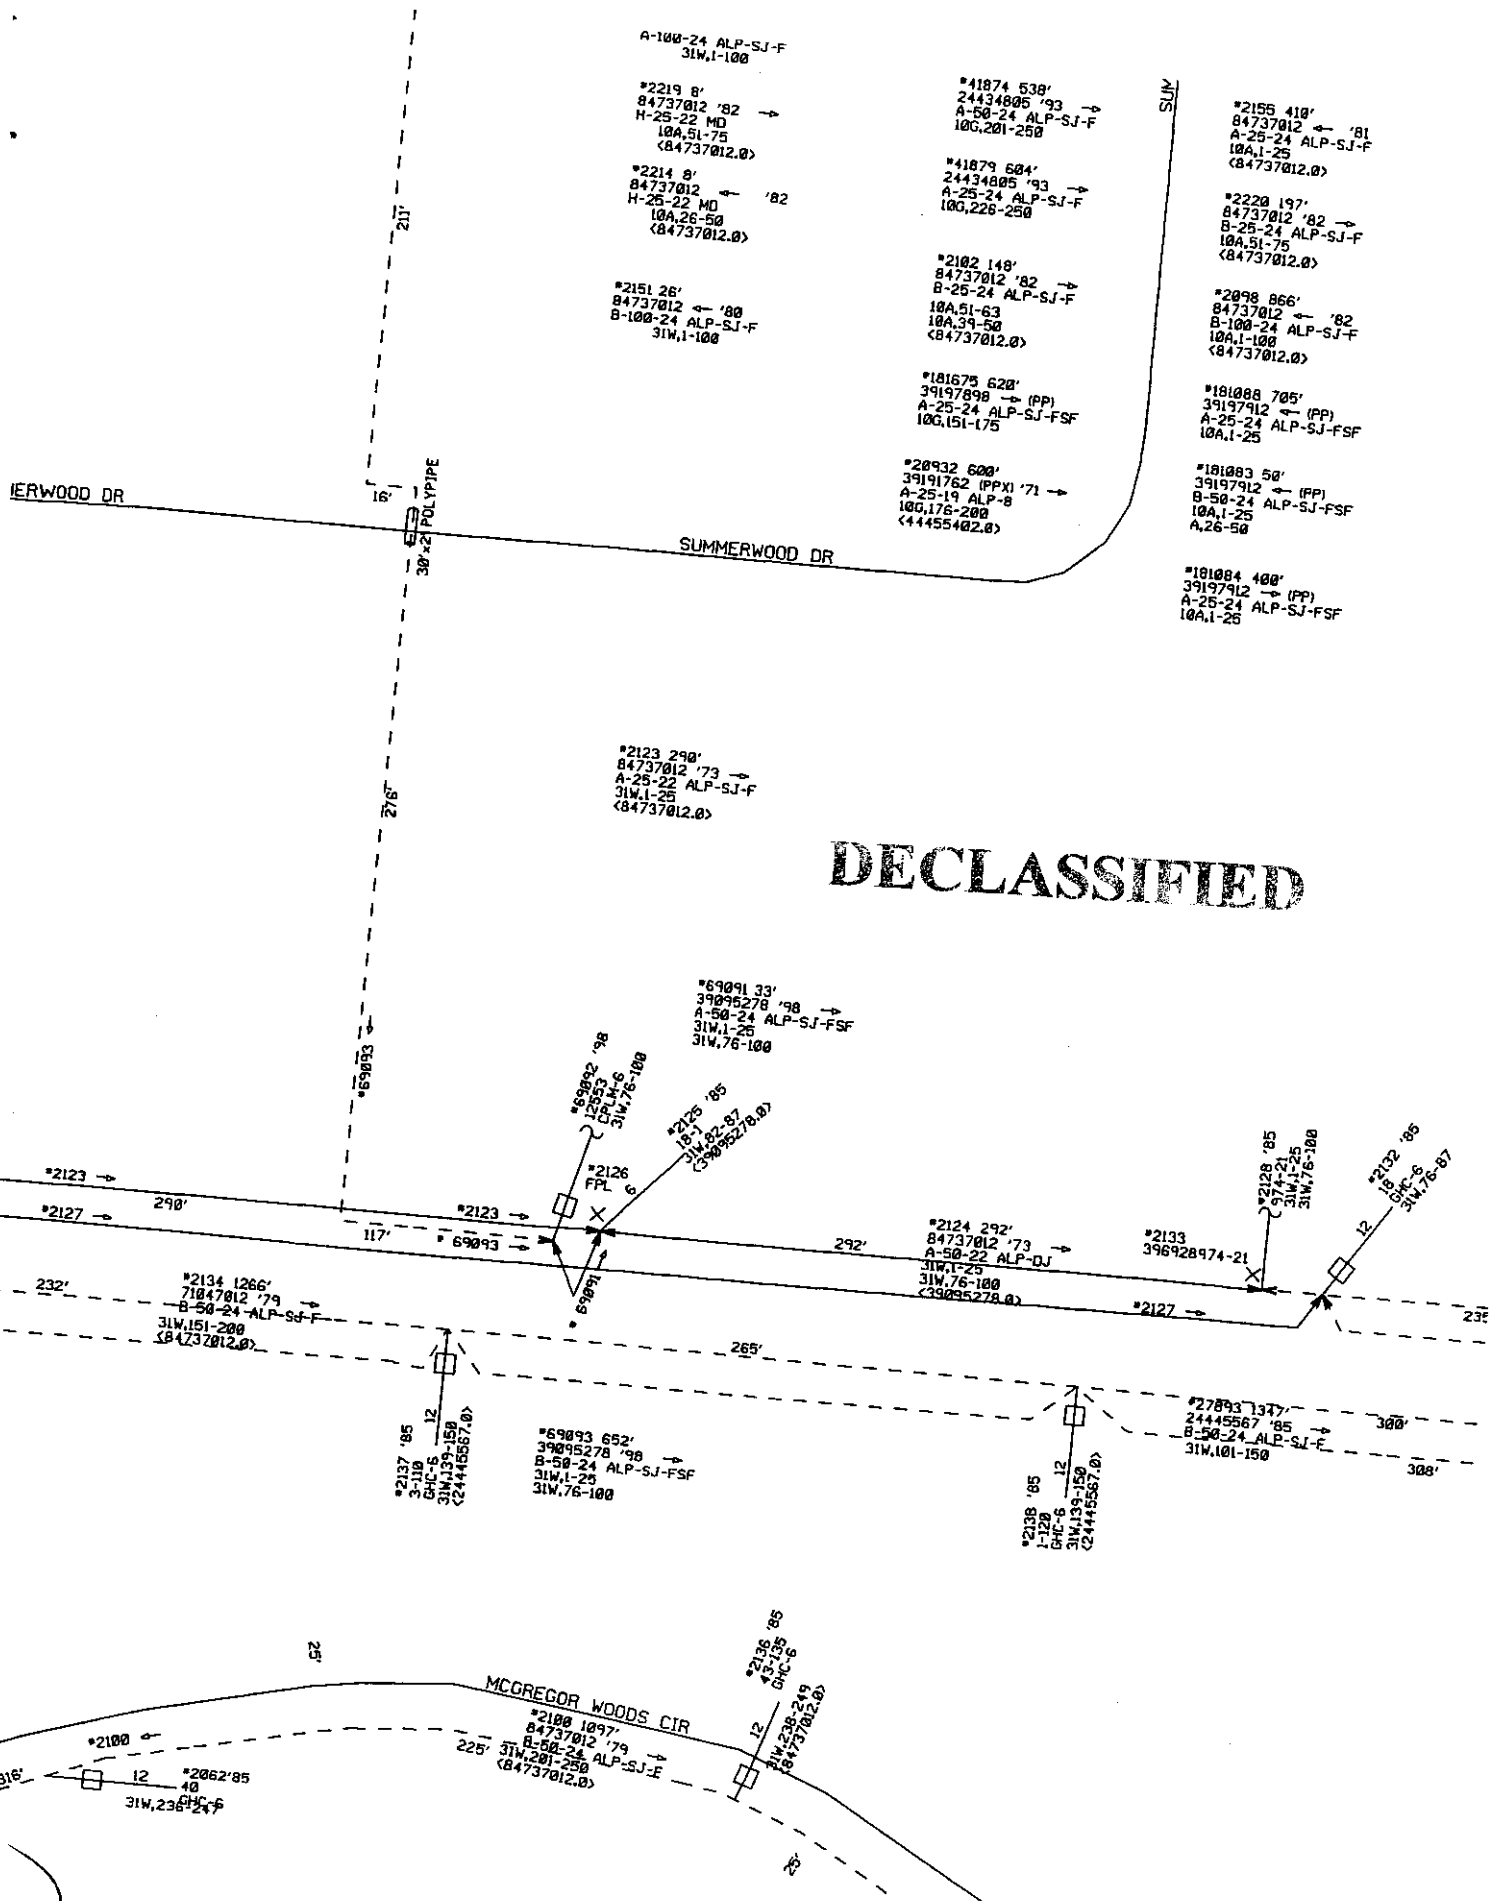 A-100-24 ALP-SJ-F
31W,1-100
*2219 8'
84737012 '82
H-25-22 MD
10A,51-75
<84737012.0>
*2214 8'
84737012 '82
H-25-22 MD
10A,26-50
<84737012.0>
*2151 26'
84737012 '80
B-100-24 ALP-SJ-F
31W,1-100
*41874 538'
24434805 '93
A-50-24 ALP-SJ-F
10G,201-250
*41879 604'
24434805 '93
A-25-24 ALP-SJ-F
10G,226-250
*2102 148'
84737012 '82
B-25-24 ALP-SJ-F
10A,51-63
10A,39-50
<84737012.0>
*181675 620'
39197898 (PP)
A-25-24 ALP-SJ-FSF
10G,151-175
*20932 600'
39191762 (PPX) '71
A-25-19 ALP-8
10G,176-200
<44455402.0>
SUM
*2155 410'
84737012 '81
A-25-24 ALP-SJ-F
10A,1-25
<84737012.0>
*2220 197'
84737012 '82
B-25-24 ALP-SJ-F
10A,51-75
<84737012.0>
*2098 866'
84737012 '82
B-100-24 ALP-SJ-F
10A,1-100
<84737012.0>
*181088 705'
39197912 (PP)
A-25-24 ALP-SJ-FSF
10A,1-25
*181083 50'
39197912 (PP)
B-50-24 ALP-SJ-FSF
10A,1-25
A,26-50
*181084 400'
39197912 (PP)
A-25-24 ALP-SJ-FSF
10A,1-25
211'
IERWOOD DR
16'
30'x2" POLYPIPE
SUMMERWOOD DR
276'
*2123 290'
84737012 '73
A-25-22 ALP-SJ-F
31W,1-25
<84737012.0>
DECLASSIFIED
*69093
*69091 33'
39095278 '98
A-50-24 ALP-SJ-FSF
31W,1-25
31W,76-100
*69092 '98
12553
CPLM-6
31W,76-100
*2125 '85
18-1
31W,82-87
<39095278.0>
6
*2126
FPL
*2123
290'
*2123
*2127
117'
*69093
*69091
292'
*2124 292'
84737012 '73
A-50-22 ALP-DJ
31W,1-25
31W,76-100
<39095278.0>
*2133
396928974-21
*2128 '85
974-21
31W,1-25
31W,76-100
*2132 '85
18
GHC-6
31W,76-87
12
*2127
235
232'
*2134 1266'
71047012 '79
B-50-24 ALP-SJ-F
31W,151-200
<84737012.0>
265'
*2137 '85
3-110
GHC-6
31W,139-150
<24445567.0>
12
*69093 652'
39095278 '98
B-50-24 ALP-SJ-FSF
31W,1-25
31W,76-100
*2138 '85
1-120
GHC-6
31W,139-150
<24445567.0>
12
*27893 1347'
24445567 '85
B-50-24 ALP-SJ-F
31W,101-150
300'
308'
25'
MCGREGOR WOODS CIR
*2100 1097'
84737012 '79
B-50-24 ALP-SJ-F
31W,201-250
<84737012.0>
225'
*2136 '85
43-135
GHC-6
12
31W,238-249
<84737012.0>
*2100
316'
12
*2062'85
40
GHC-6
31W,236-247
25'